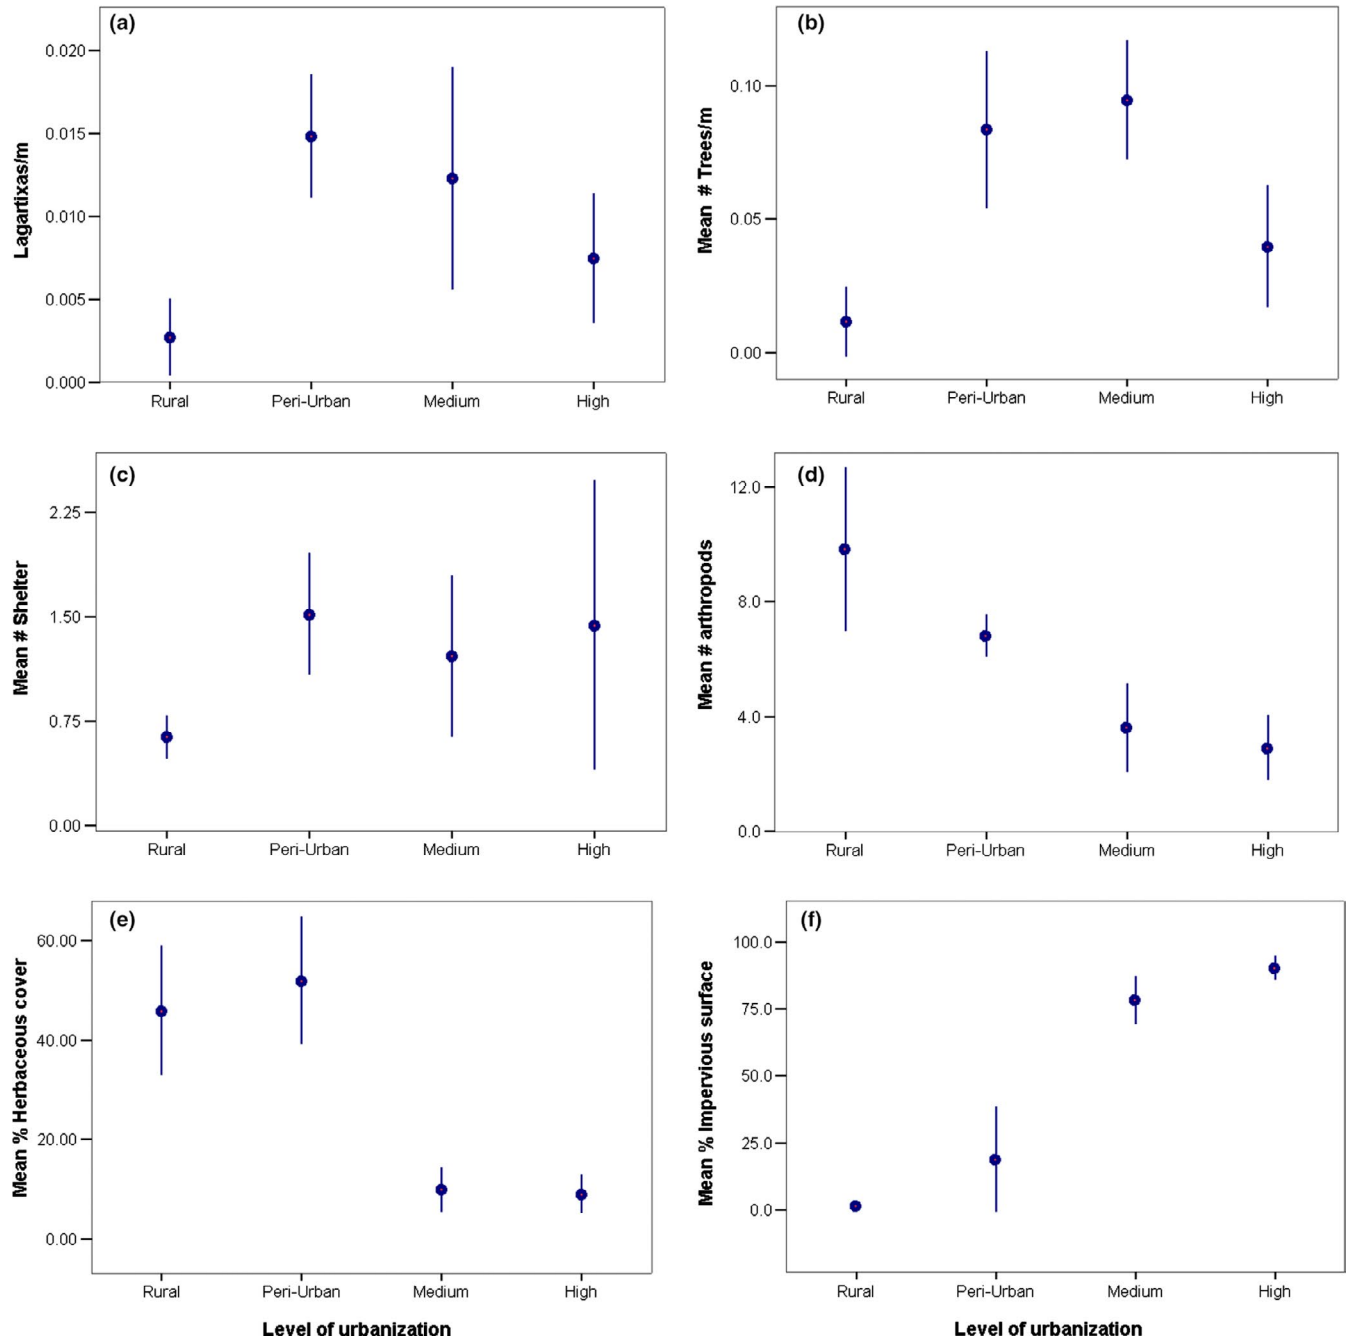 (a)
Lagartixas/m
0.020
0.015
0.010
0.005
0.000
Rural Peri-Urban Medium High
(b)
Mean # Trees/m
0.10
0.05
0.00
Rural Peri-Urban Medium High
(c)
Mean # Shelter
2.25
1.50
0.75
0.00
Rural Peri-Urban Medium High
(d)
Mean # arthropods
12.0
8.0
4.0
0.0
Rural Peri-Urban Medium High
(e)
Mean % Herbaceous cover
60.00
40.00
20.00
0.00
Rural Peri-Urban Medium High
Level of urbanization
(f)
Mean % Impervious surface
100.0
75.0
50.0
25.0
0.0
Rural Peri-Urban Medium High
Level of urbanization